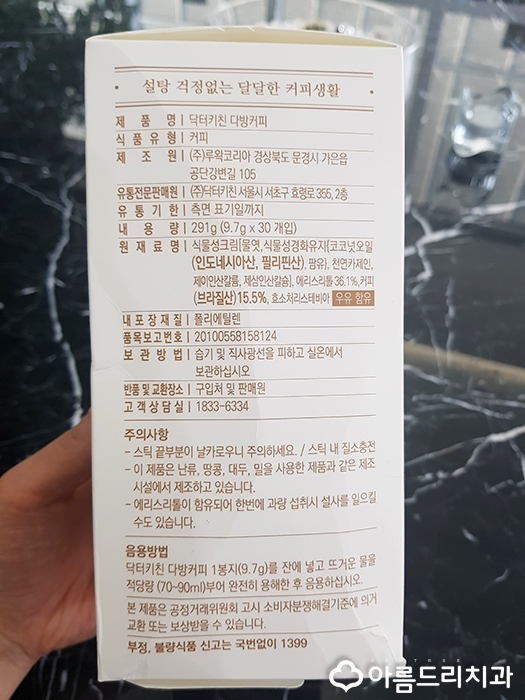 설탕 걱정없는 달달한 커피생활
제 품 명 | 닥터키친 다방커피
식 품 유 형 | 커피
제 조 원 | (주)루왁코리아 경상북도 문경시 가은읍
공단강변길 105
유통전문판매원 | (주)닥터키친 서울시 서초구 효령로 355, 2층
유 통 기 한 | 측면 표기일까지
내 용 량 | 291g (9.7g x 30 개입)
원 재 료 명 | 식물성크림[물엿, 식물성경화유지{코코넛오일
(인도네시아산, 필리핀산), 팜유}, 천연카제인,
제이인산칼륨, 제삼인산칼슘], 에리스리톨 36.1%, 커피
(브라질산)15.5%, 효소처리스테비아 우유 함유
내 포 장 재 질 | 폴리에틸렌
품목보고번호 | 20100558158124
보 관 방 법 | 습기 및 직사광선을 피하고 실온에서
보관하십시오
반품 및 교환장소 | 구입처 및 판매원
고 객 상 담 실 | 1833-6334
주의사항
- 스틱 끝부분이 날카로우니 주의하세요. / 스틱 내 질소충전
- 이 제품은 난류, 땅콩, 대두, 밀을 사용한 제품과 같은 제조
시설에서 제조하고 있습니다.
- 에리스리톨이 함유되어 한번에 과량 섭취시 설사를 일으킬
수도 있습니다.
음용방법
닥터키친 다방커피 1봉지(9.7g)를 잔에 넣고 뜨거운 물을
적당량 (70~90ml)부어 완전히 용해한 후 음용하십시오.
본 제품은 공정거래위원회 고시 소비자분쟁해결기준에 의거
교환 또는 보상받을 수 있습니다.
부정, 불량식품 신고는 국번없이 1399
아름드리치과